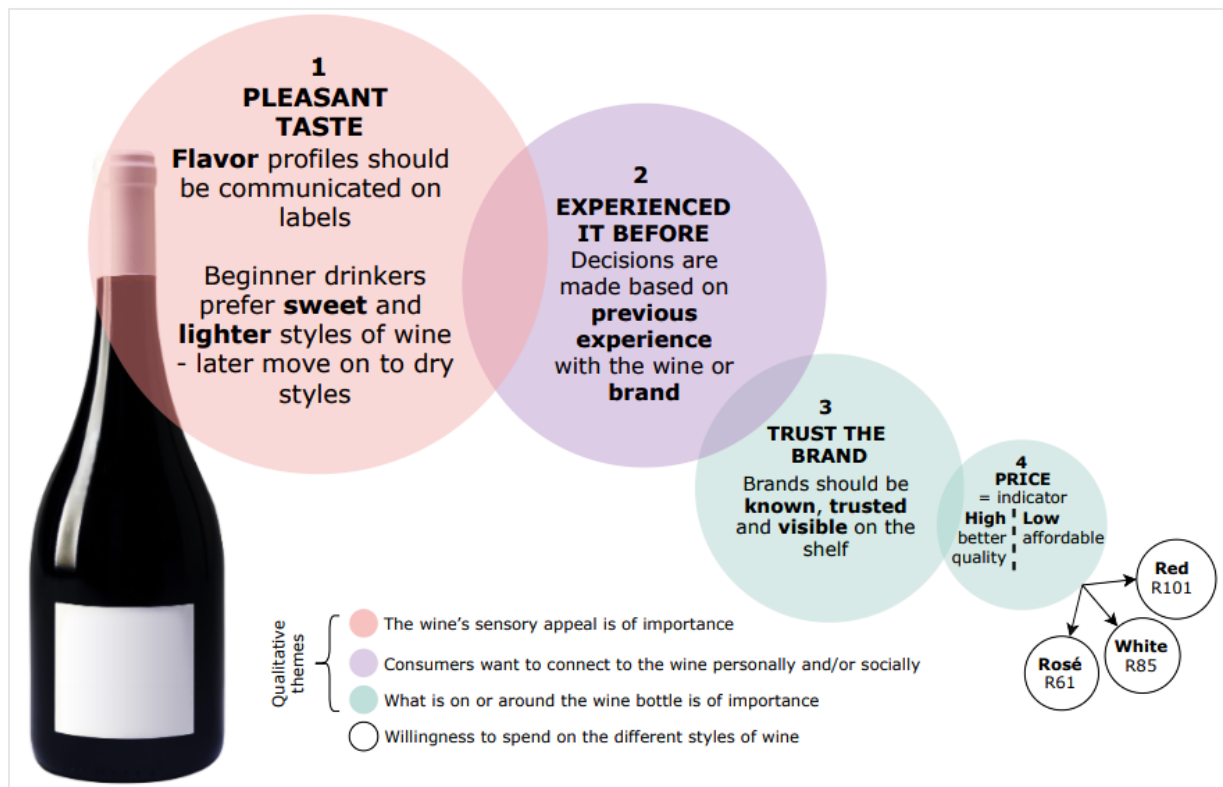 1
PLEASANT
TASTE
Flavor profiles should
be communicated on
labels
Beginner drinkers
prefer sweet and
lighter styles of wine
- later move on to dry
styles
2
EXPERIENCED
IT BEFORE
Decisions are
made based on
previous
experience
with the wine or
brand
3
TRUST THE
BRAND
Brands should be
known, trusted
and visible on the
shelf
4
PRICE
= indicator
High
better
quality
Low
affordable
Red
R101
White
R85
Rosé
R61
Qualitative
themes
The wine's sensory appeal is of importance
Consumers want to connect to the wine personally and/or socially
What is on or around the wine bottle is of importance
Willingness to spend on the different styles of wine